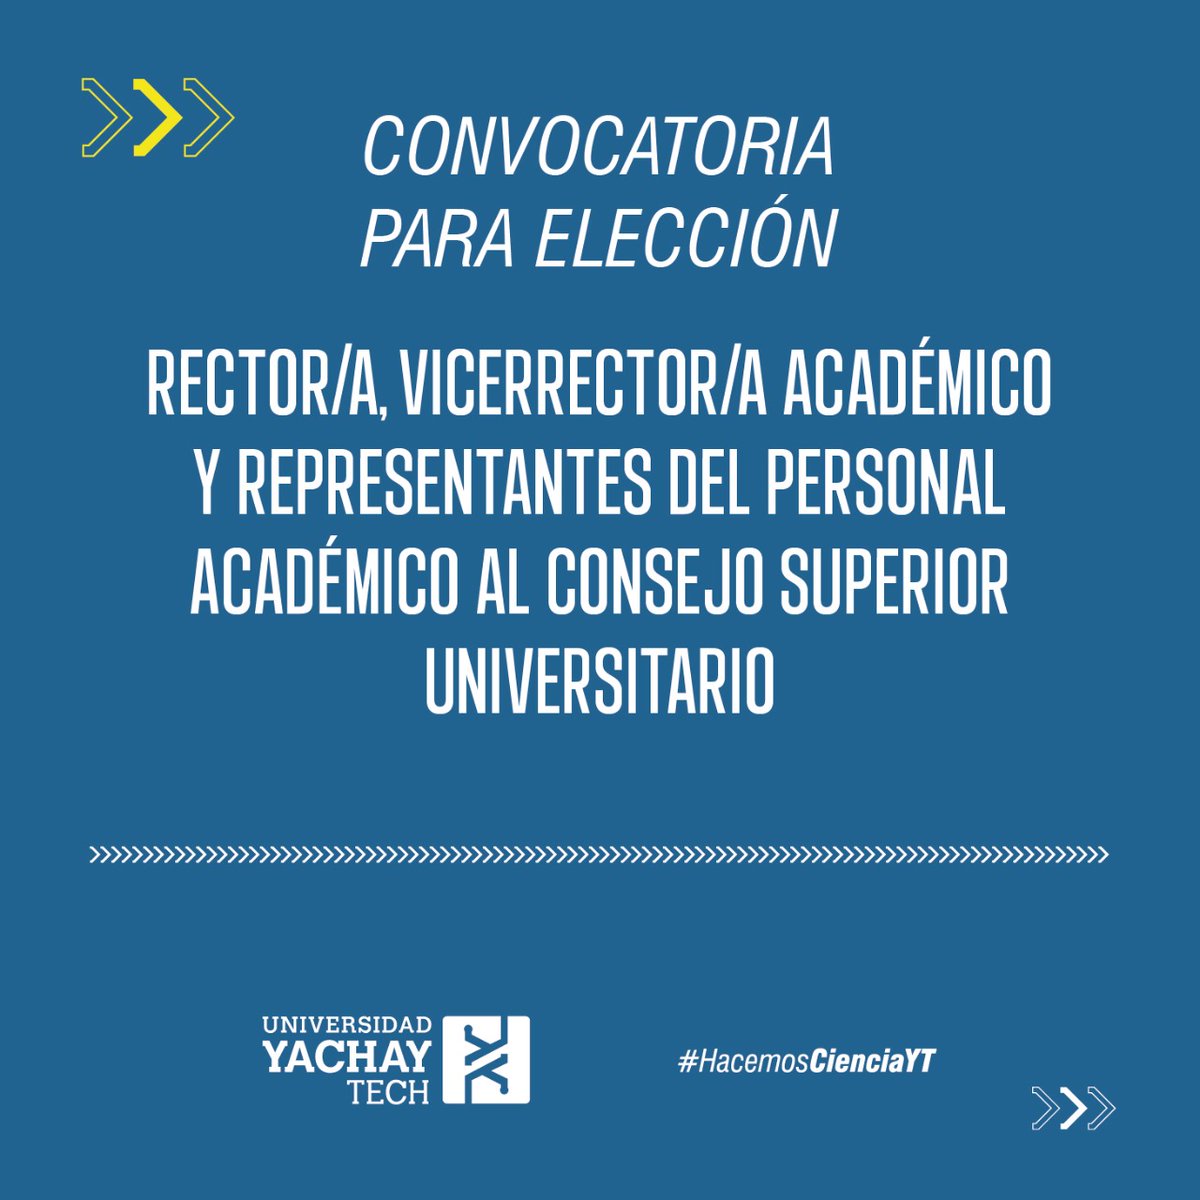 CONVOCATORIA
PARA ELECCIÓN
RECTOR/A, VICERRECTOR/A ACADÉMICO
Y REPRESENTANTES DEL PERSONAL
ACADÉMICO AL CONSEJO SUPERIOR
UNIVERSITARIO
UNIVERSIDAD
YACHAY
TECH
#HacemosCienciaYT